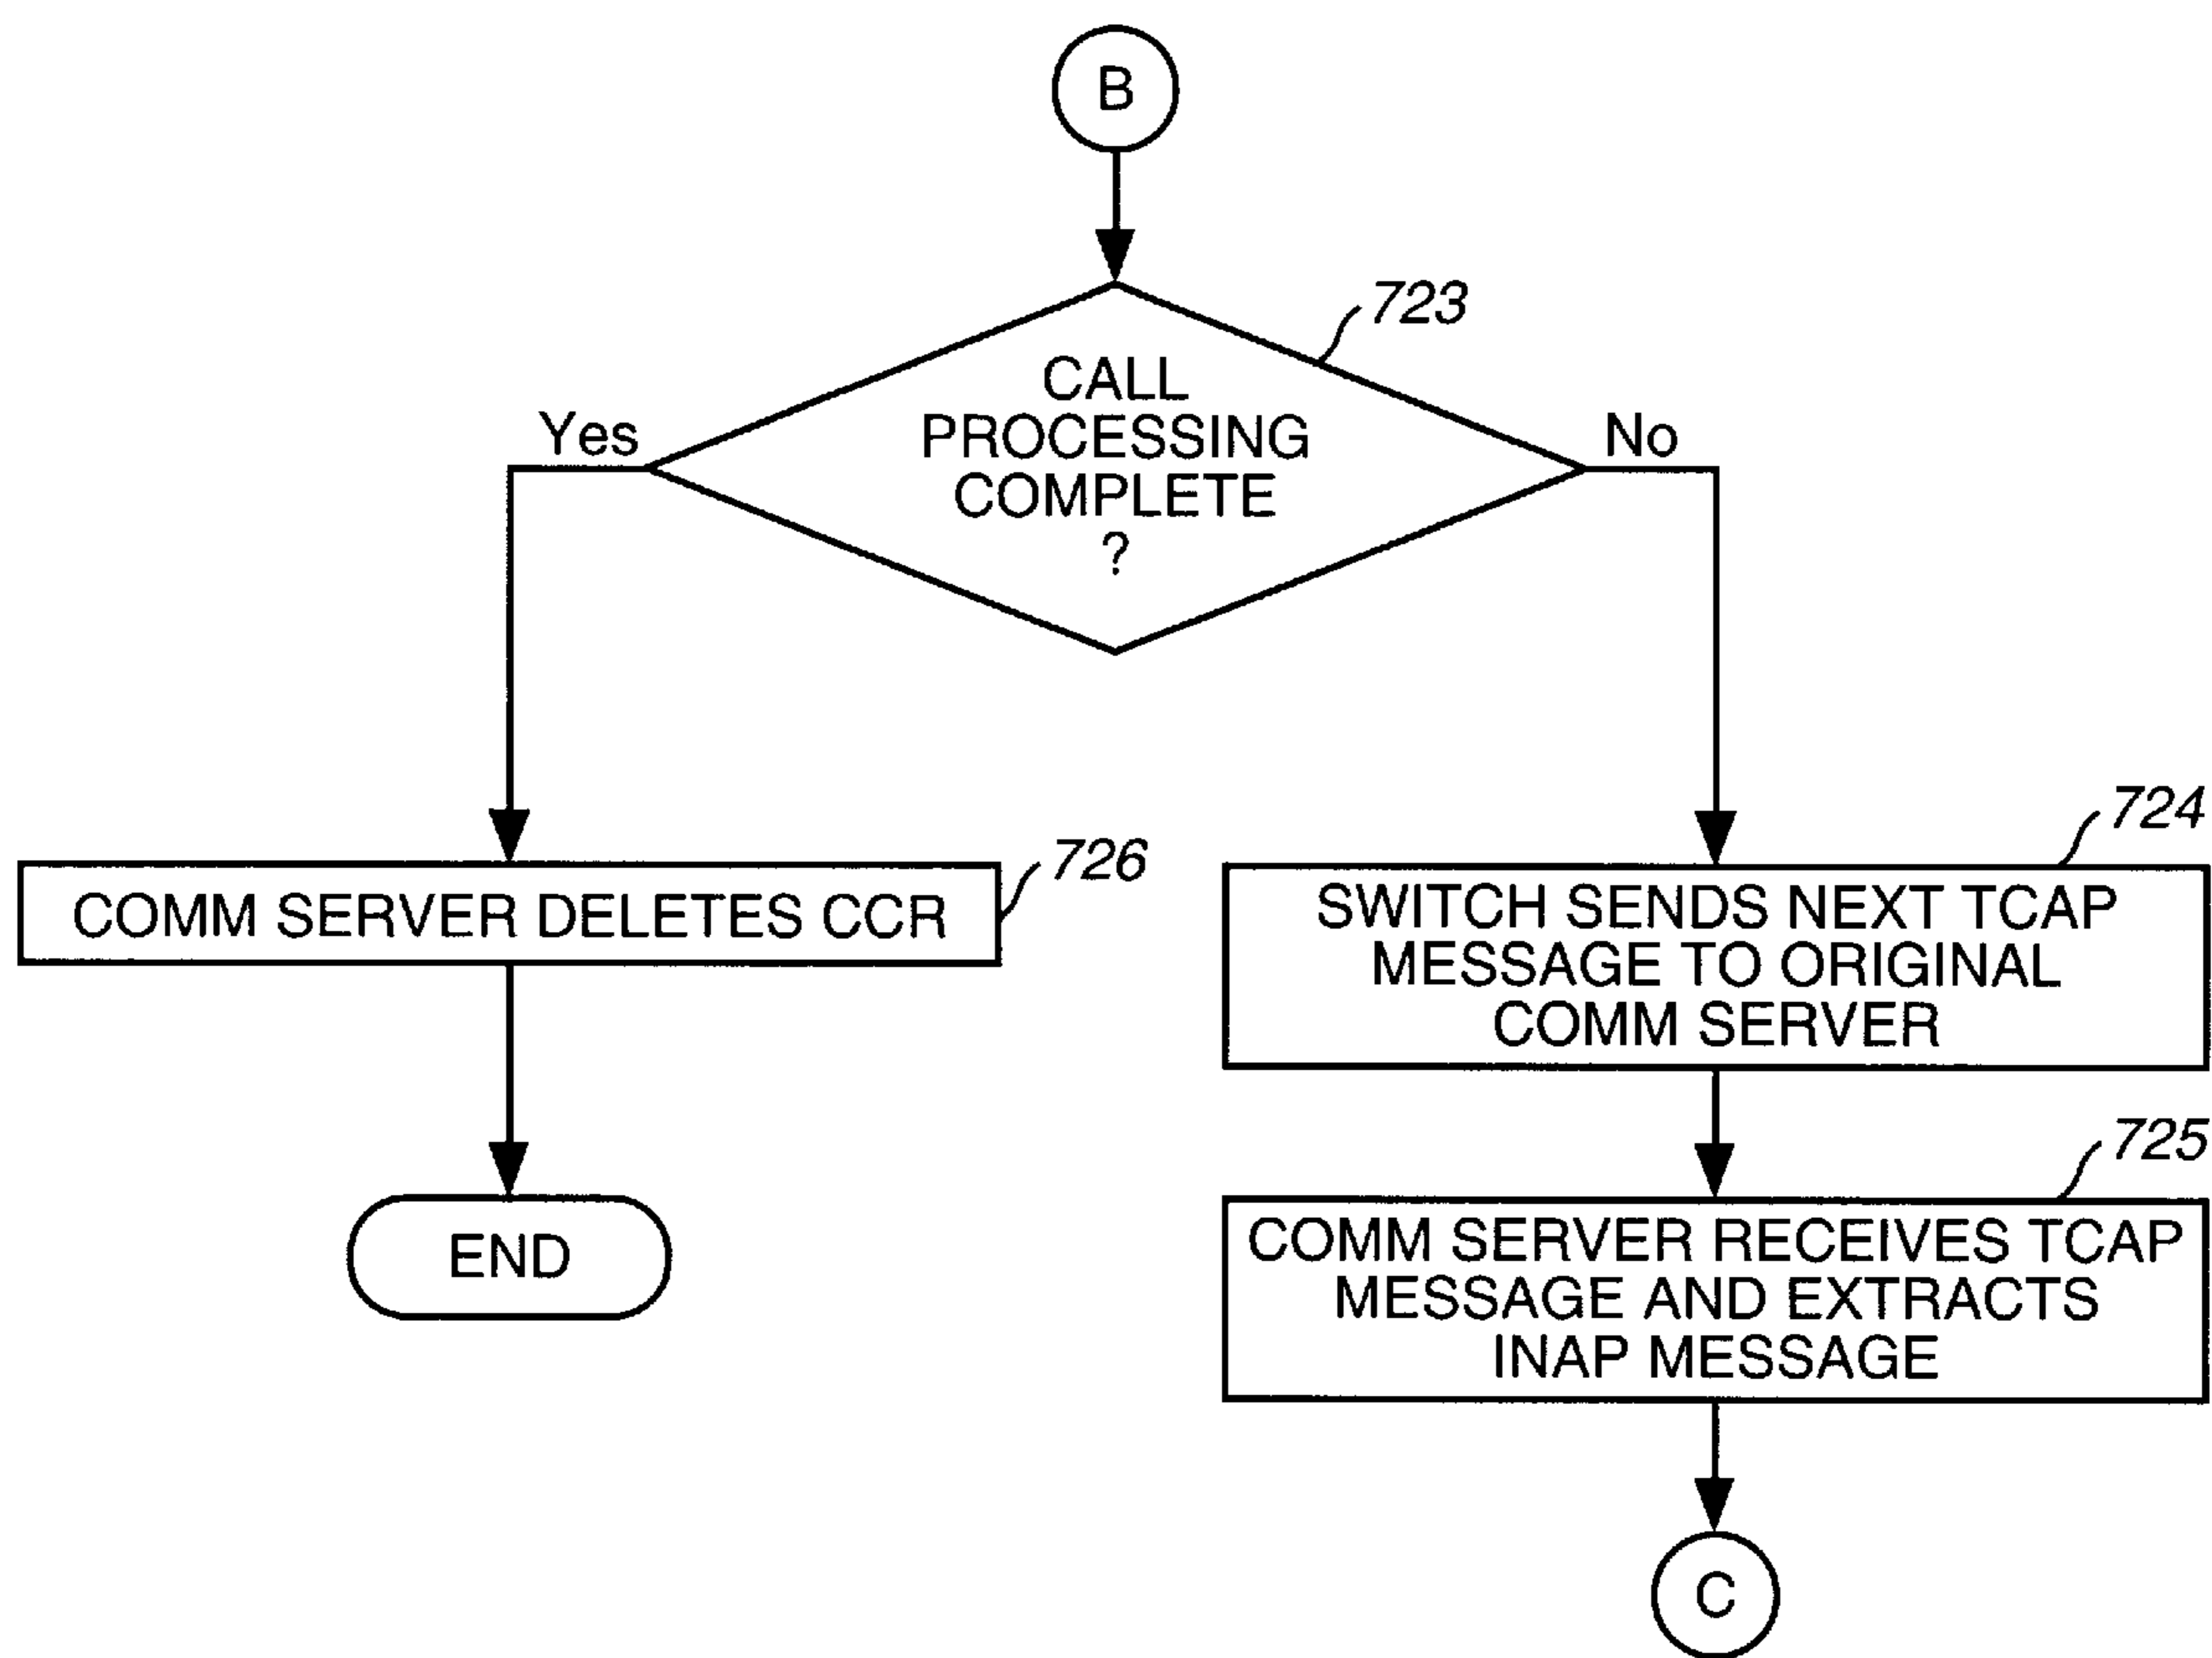 B
723
CALL
PROCESSING
COMPLETE
?
Yes
No
726
COMM SERVER DELETES CCR
END
724
SWITCH SENDS NEXT TCAP
MESSAGE TO ORIGINAL
COMM SERVER
725
COMM SERVER RECEIVES TCAP
MESSAGE AND EXTRACTS
INAP MESSAGE
C